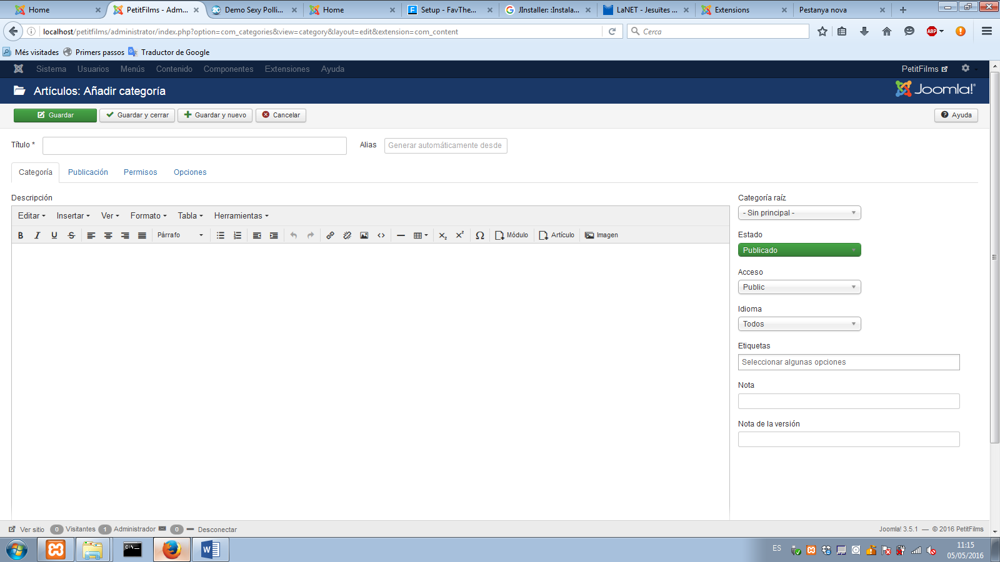 Home
PetitFilms - Adm...
Demo Sexy Polli...
Home
Setup - FavThe...
JInstaller: :Instala...
LaNET - Jesuïtes ...
Extensions
Pestanya nova
localhost/petitfilms/administrator/index.php?option=com_categories&view=category&layout=edit&extension=com_content
Cerca
ABP
Més visitades
Primers passos
Traductor de Google
Sistema
Usuarios
Menús
Contenido
Componentes
Extensiones
Ayuda
PetitFilms
Artículos: Añadir categoría
Joomla!
Guardar
Guardar y cerrar
Guardar y nuevo
Cancelar
Ayuda
Título *
Alias
Generar automáticamente desde
Categoría
Publicación
Permisos
Opciones
Descripción
Editar
Insertar
Ver
Formato
Tabla
Herramientas
B I U S
Párrafo
X₂ X²
Ω
Módulo
Artículo
Imagen
Categoría raíz
- Sin principal -
Estado
Publicado
Acceso
Public
Idioma
Todos
Etiquetas
Seleccionar algunas opciones
Nota
Nota de la versión
Ver sitio
0 Visitantes
1 Administrador
0
Desconectar
Joomla! 3.5.1 — © 2016 PetitFilms
C:\_
W
ES
11:15
05/05/2016